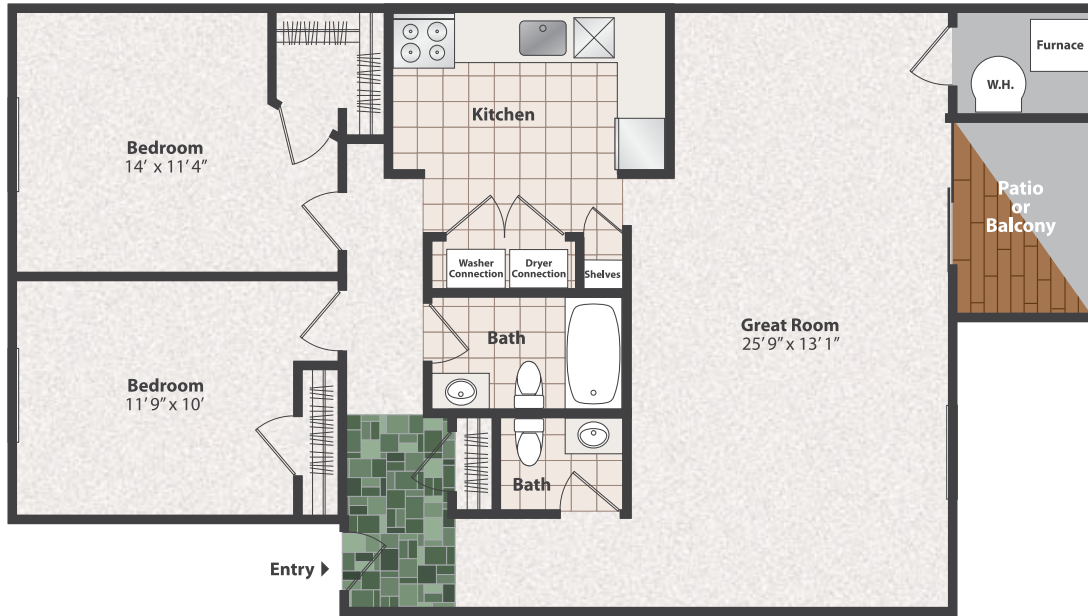 Furnace
W.H.
Kitchen
Bedroom
14’ x 11’4”
Patio
or
Balcony
Washer
Connection
Dryer
Connection
Shelves
Great Room
25’9” x 13’1”
Bath
Bedroom
11’9” x 10’
Bath
Entry